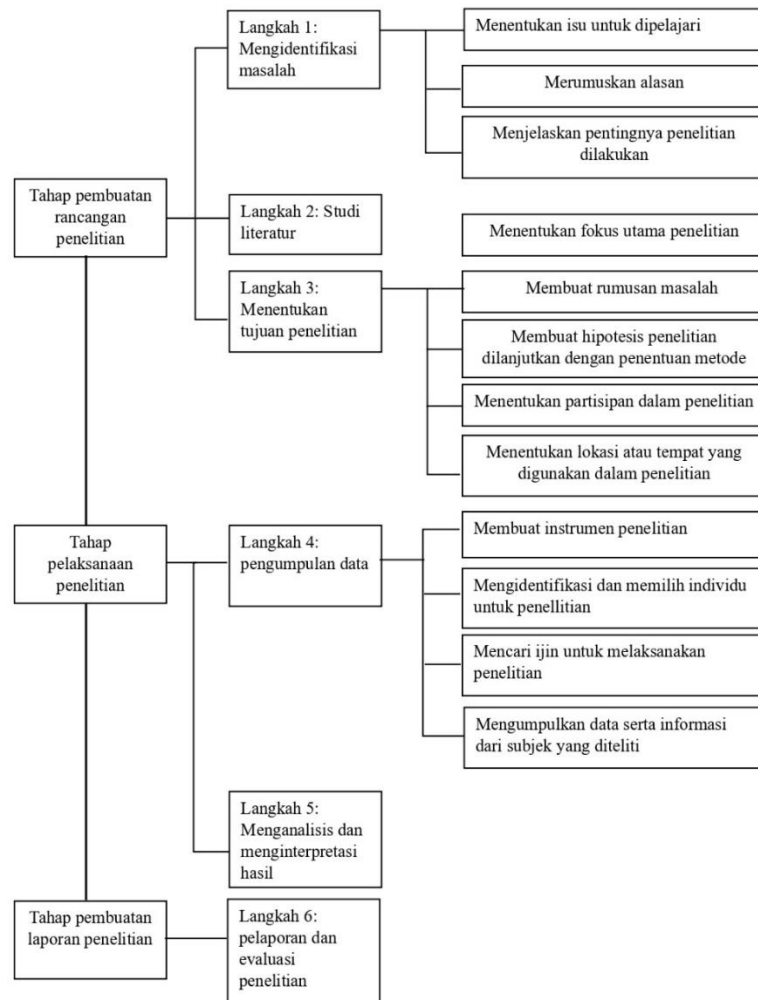 Langkah 1:
Mengidentifikasi
masalah
Menentukan isu untuk dipelajari
Merumuskan alasan
Menjelaskan pentingnya penelitian
dilakukan
Tahap pembuatan
rancangan
penelitian
Langkah 2: Studi
literatur
Langkah 3:
Menentukan
tujuan penelitian
Menentukan fokus utama penelitian
Membuat rumusan masalah
Membuat hipotesis penelitian
dilanjutkan dengan penentuan metode
Menentukan partisipan dalam penelitian
Menentukan lokasi atau tempat yang
digunakan dalam penelitian
Tahap
pelaksanaan
penelitian
Langkah 4:
pengumpulan data
Membuat instrumen penelitian
Mengidentifikasi dan memilih individu
untuk penellitian
Mencari ijin untuk melaksanakan
penelitian
Mengumpulkan data serta informasi
dari subjek yang diteliti
Langkah 5:
Menganalisis dan
menginterpretasi
hasil
Tahap pembuatan
laporan penelitian
Langkah 6:
pelaporan dan
evaluasi
penelitian